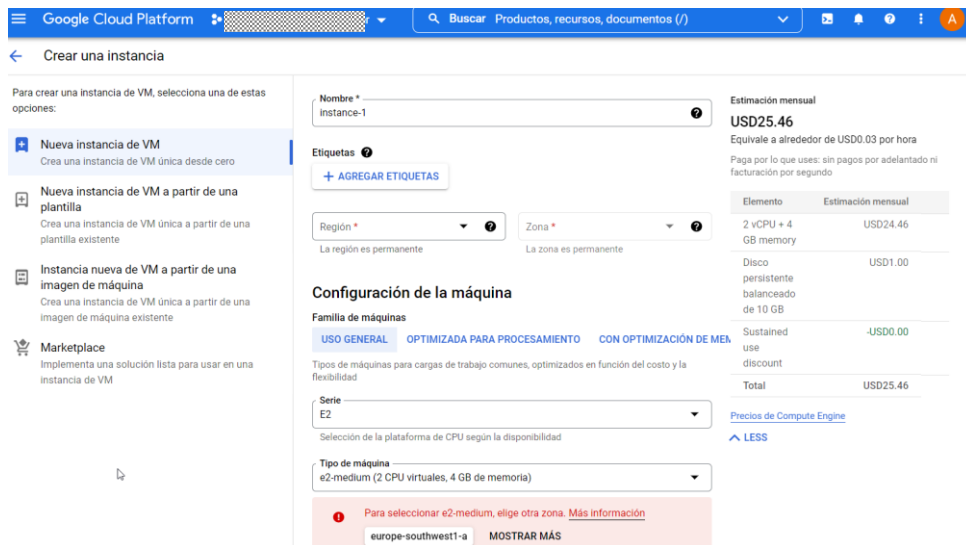 Google Cloud Platform
Buscar Productos, recursos, documentos (/)
A
Crear una instancia
Para crear una instancia de VM, selecciona una de estas
opciones:
Nueva instancia de VM
Crea una instancia de VM única desde cero
Nueva instancia de VM a partir de una
plantilla
Crea una instancia de VM única a partir de una
plantilla existente
Instancia nueva de VM a partir de una
imagen de máquina
Crea una instancia de VM única a partir de una
imagen de máquina existente
Marketplace
Implementa una solución lista para usar en una
instancia de VM
Nombre *
instance-1
Etiquetas
+ AGREGAR ETIQUETAS
Región *
La región es permanente
Zona *
La zona es permanente
Configuración de la máquina
Familia de máquinas
USO GENERAL OPTIMIZADA PARA PROCESAMIENTO CON OPTIMIZACIÓN DE MEM
Tipos de máquinas para cargas de trabajo comunes, optimizados en función del costo y la
flexibilidad
Serie
E2
Selección de la plataforma de CPU según la disponibilidad
Tipo de máquina
e2-medium (2 CPU virtuales, 4 GB de memoria)
Para seleccionar e2-medium, elige otra zona. Más información
europe-southwest1-a MOSTRAR MÁS
Estimación mensual
USD25.46
Equivale a alrededor de USD0.03 por hora
Paga por lo que uses: sin pagos por adelantado ni
facturación por segundo
Elemento Estimación mensual
2 vCPU + 4 USD24.46
GB memory
Disco USD1.00
persistente
balanceado
de 10 GB
Sustained -USD0.00
use
discount
Total USD25.46
Precios de Compute Engine
LESS